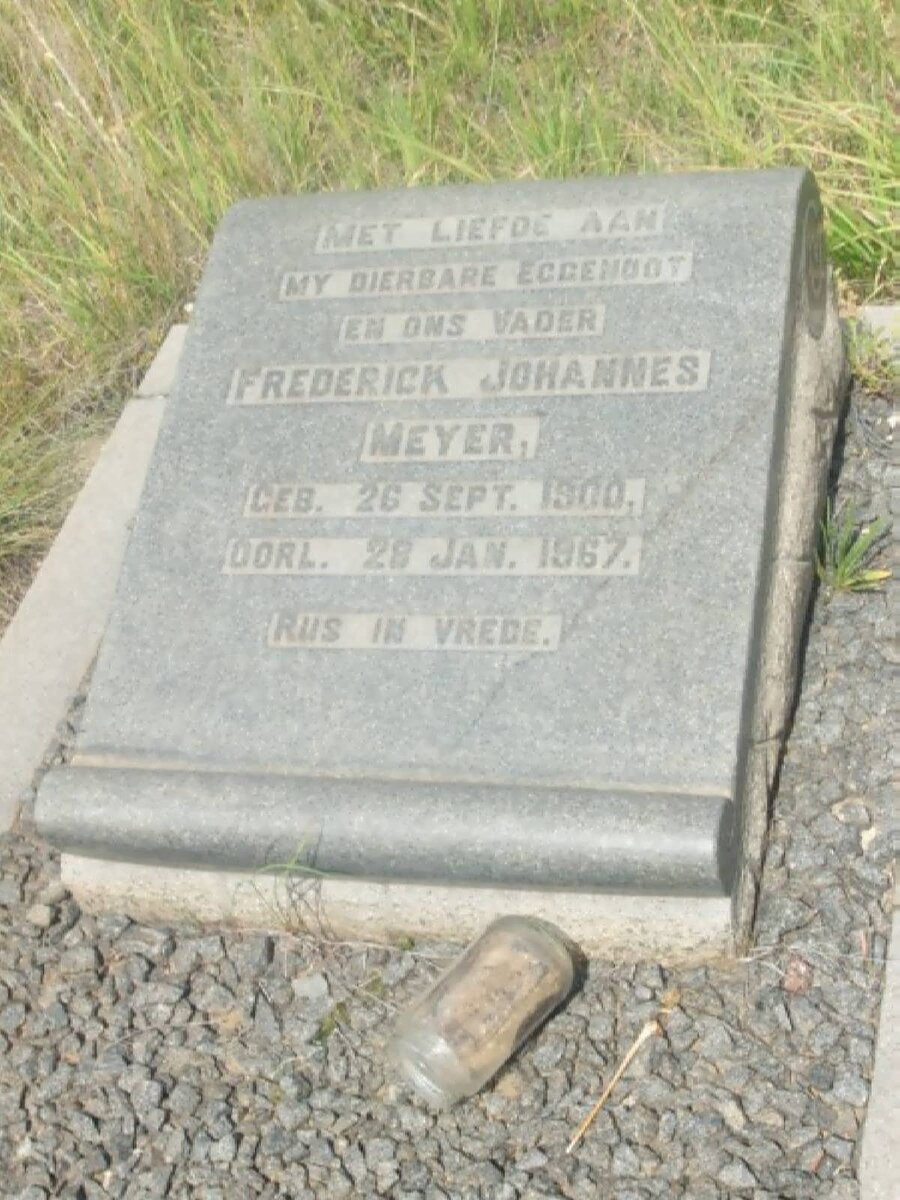 MET LIEFDE AAN
MY DIERBARE EGGENOOT
EN ONS VADER
FREDERICK JOHANNES
MEYER,
GEB. 26 SEPT. 1900.
OORL. 28 JAN. 1967.
RUS IN VREDE.